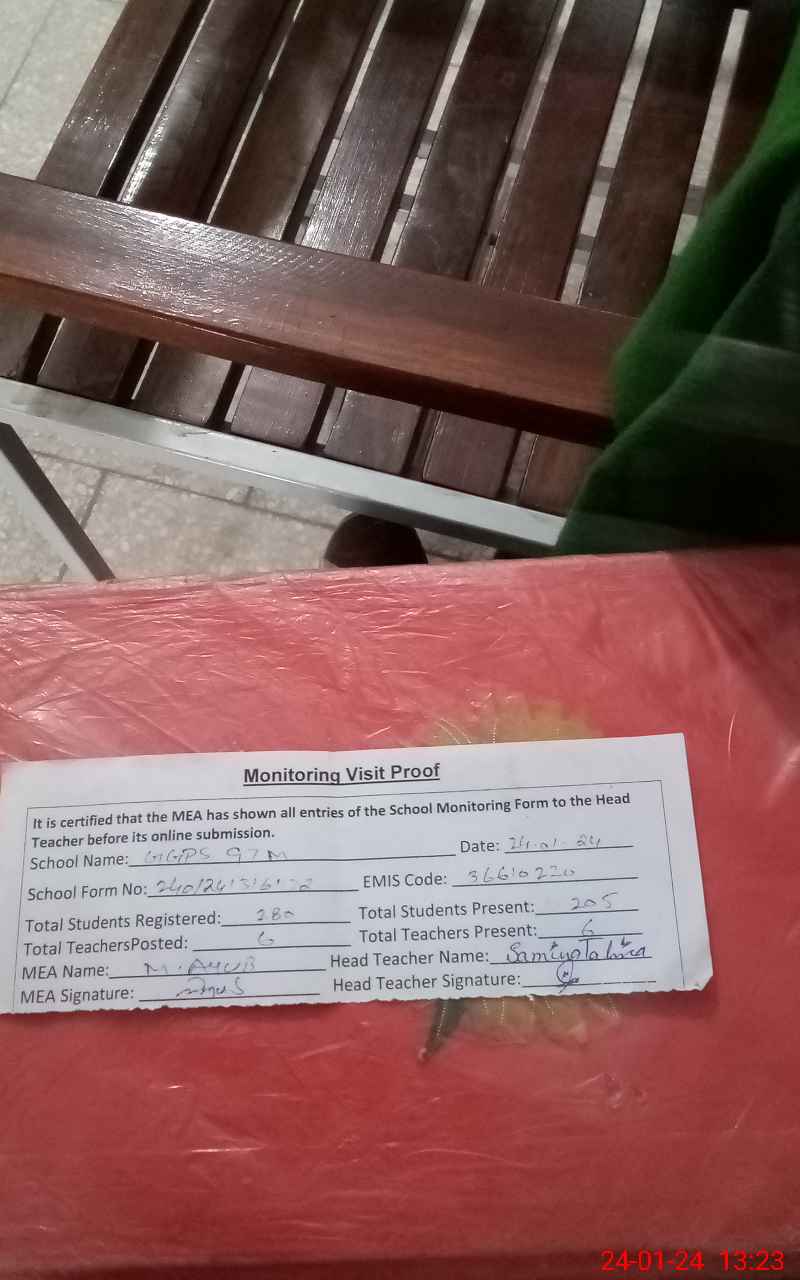 Monitoring Visit Proof
It is certified that the MEA has shown all entries of the School Monitoring Form to the Head
Teacher before its online submission.
School Name: GGPS 97M Date: 24.01.24
School Form No: EMIS Code: 36610220
Total Students Registered: 280 Total Students Present: 205
Total TeachersPosted: 6 Total Teachers Present: 6
MEA Name: M.AYUB Head Teacher Name:
MEA Signature: Head Teacher Signature:
24-01-24 13:23